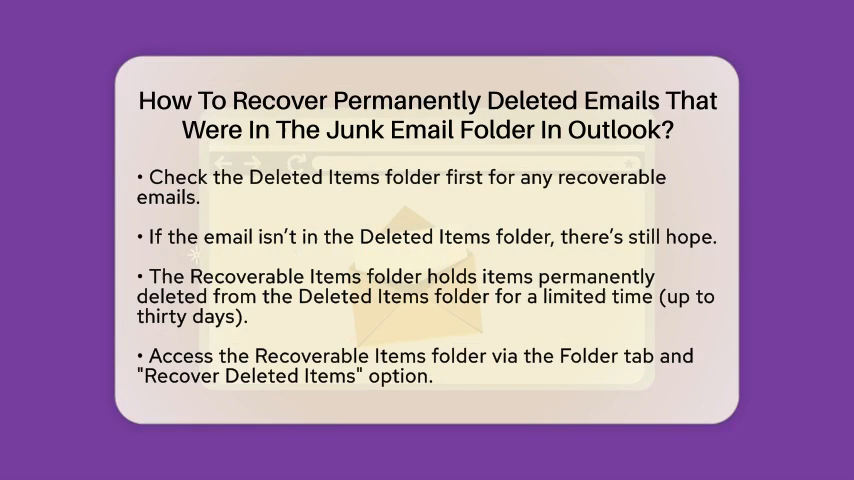 How To Recover Permanently Deleted Emails That
Were In The Junk Email Folder In Outlook?
• Check the Deleted Items folder first for any recoverable
emails.
• If the email isn’t in the Deleted Items folder, there’s still hope.
• The Recoverable Items folder holds items permanently
deleted from the Deleted Items folder for a limited time (up to
thirty days).
• Access the Recoverable Items folder via the Folder tab and
"Recover Deleted Items" option.